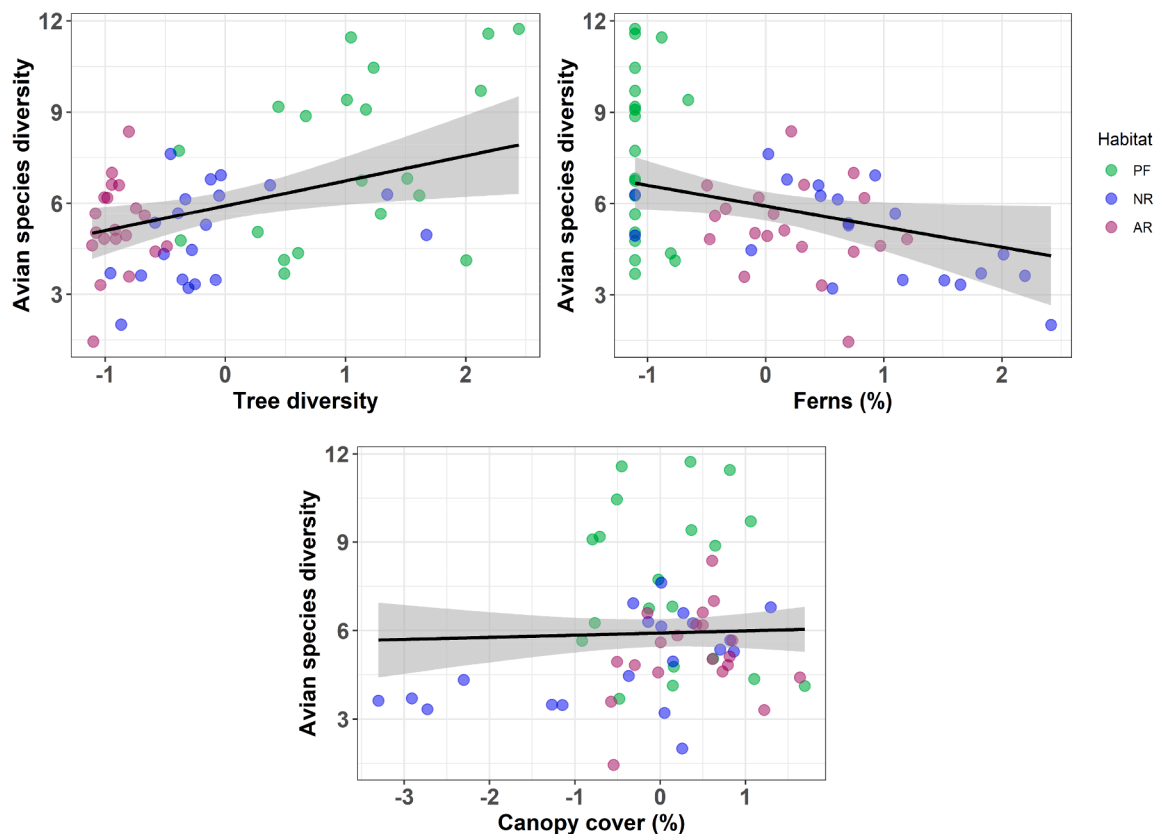 12
9
6
3
Avian species diversity
-1
0
1
2
Tree diversity
12
9
6
3
Avian species diversity
-1
0
1
2
Ferns (%)
Habitat
PF
NR
AR
12
9
6
3
Avian species diversity
-3
-2
-1
0
1
Canopy cover (%)